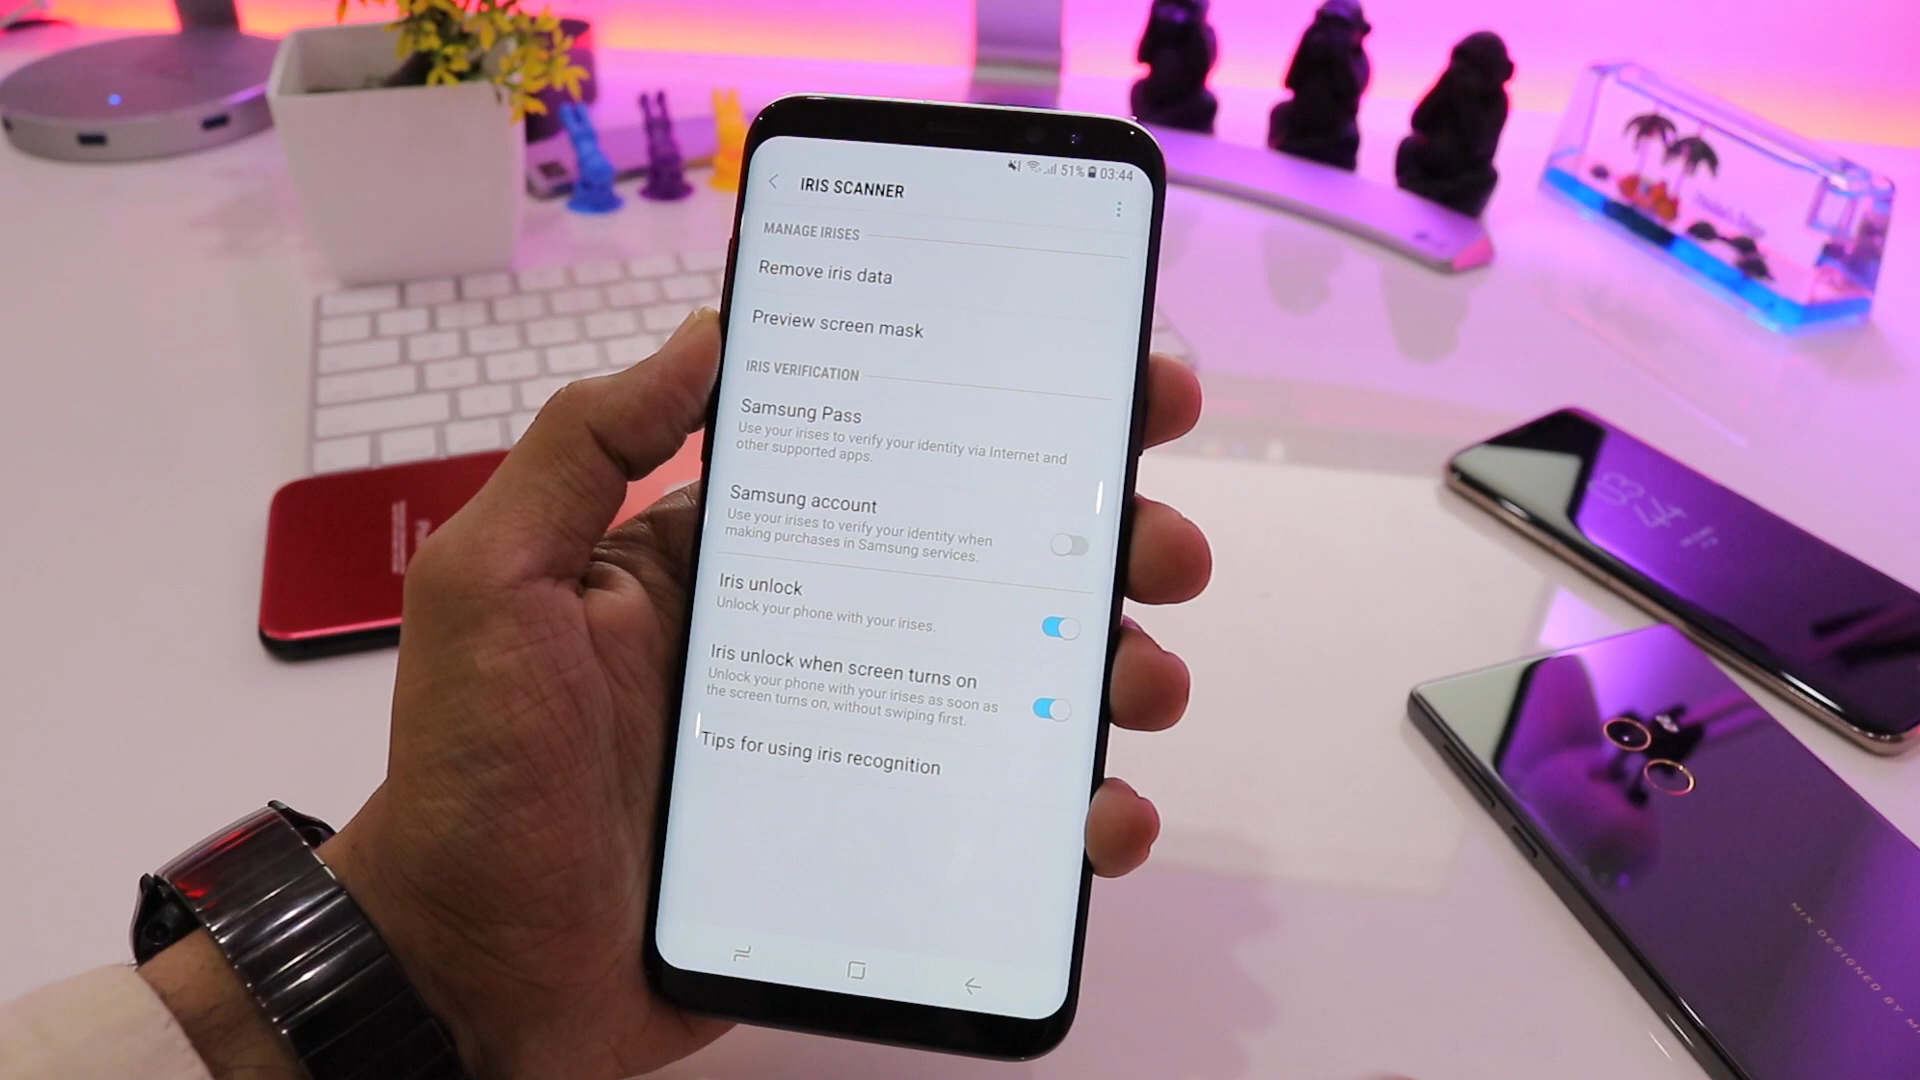 51% 03:44
IRIS SCANNER
MANAGE IRISES
Remove iris data
Preview screen mask
IRIS VERIFICATION
Samsung Pass
Use your irises to verify your identity via Internet and
other supported apps.
Samsung account
Use your irises to verify your identity when
making purchases in Samsung services.
Iris unlock
Unlock your phone with your irises.
Iris unlock when screen turns on
Unlock your phone with your irises as soon as
the screen turns on, without swiping first.
Tips for using iris recognition
MIX DESIGNED BY